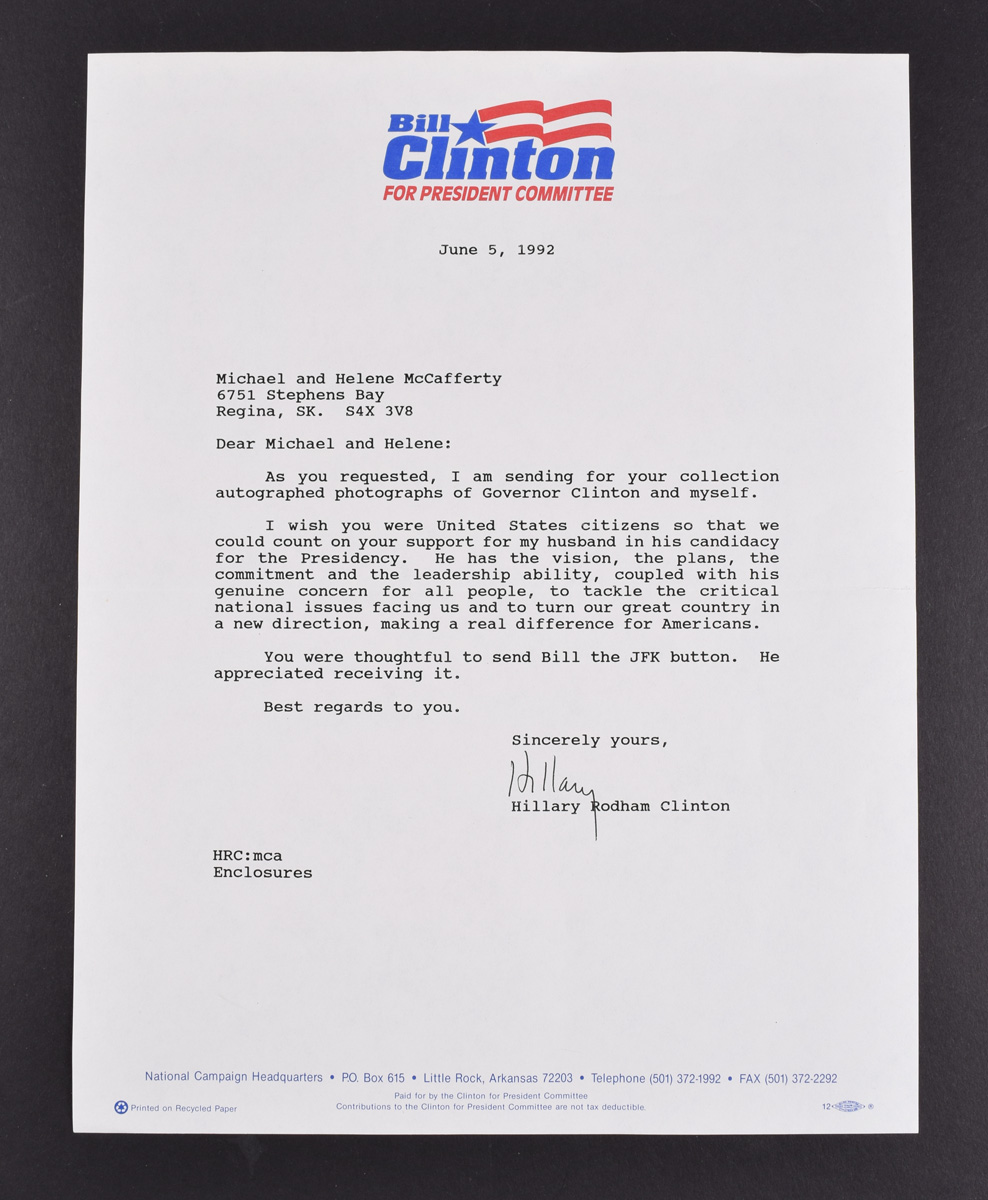 Bill
Clinton
FOR PRESIDENT COMMITTEE
June 5, 1992
Michael and Helene McCafferty
6751 Stephens Bay
Regina, SK.  S4X 3V8
Dear Michael and Helene:
As you requested, I am sending for your collection
autographed photographs of Governor Clinton and myself.
I wish you were United States citizens so that we
could count on your support for my husband in his candidacy
for the Presidency.  He has the vision, the plans, the
commitment and the leadership ability, coupled with his
genuine concern for all people, to tackle the critical
national issues facing us and to turn our great country in
a new direction, making a real difference for Americans.
You were thoughtful to send Bill the JFK button.  He
appreciated receiving it.
Best regards to you.
Sincerely yours,
Hillary
Hillary Rodham Clinton
HRC:mca
Enclosures
National Campaign Headquarters • P.O. Box 615 • Little Rock, Arkansas 72203 • Telephone (501) 372-1992 • FAX (501) 372-2292
Paid for by the Clinton for President Committee
Contributions to the Clinton for President Committee are not tax deductible.
Printed on Recycled Paper
12 ®